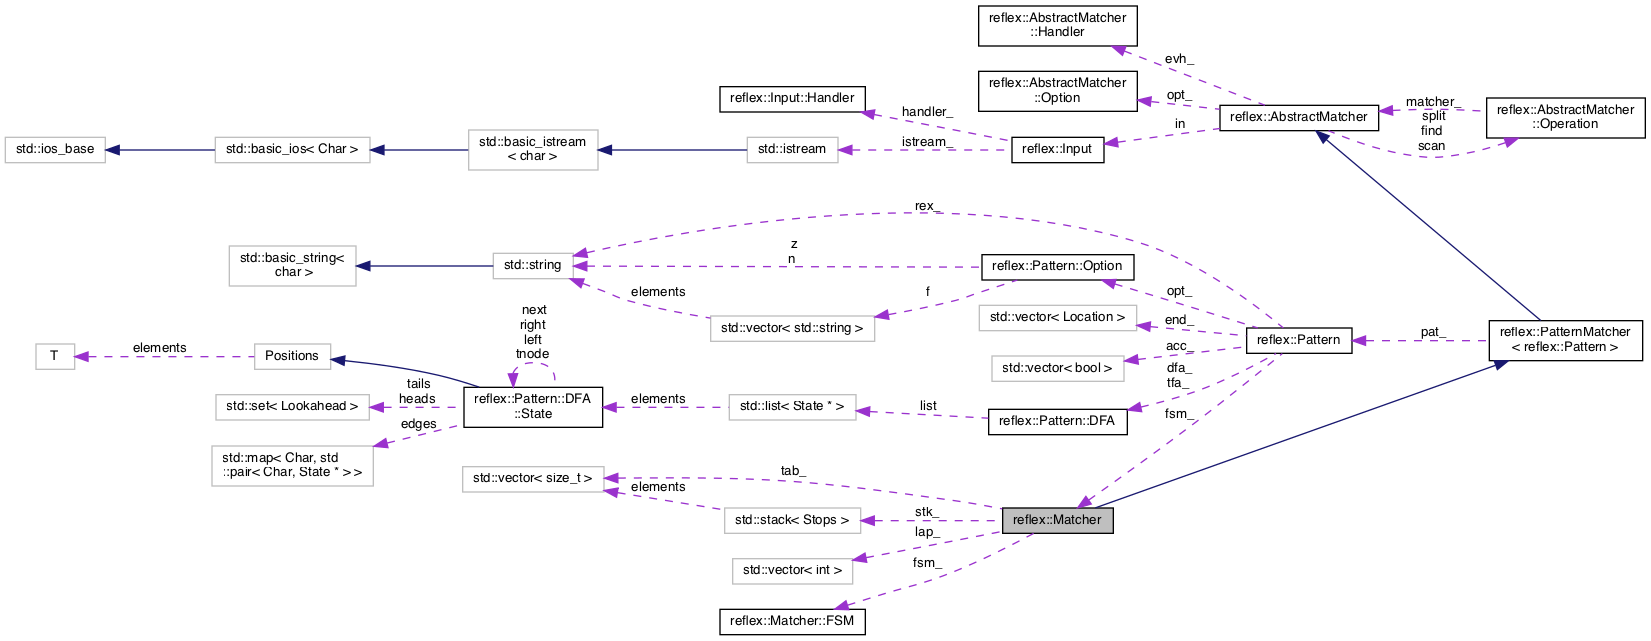 reflex::AbstractMatcher
::Handler
evh_
reflex::AbstractMatcher
::Option
opt_
reflex::Input::Handler
handler_
reflex::AbstractMatcher
matcher_
split
find
scan
reflex::AbstractMatcher
::Operation
in
std::ios_base
std::basic_ios< Char >
std::basic_istream
< char >
std::istream
istream_
reflex::Input
rex_
std::basic_string<
char >
std::string
z
n
reflex::Pattern::Option
elements
f
opt_
std::vector< std::string >
std::vector< Location >
end_
reflex::Pattern
pat_
reflex::PatternMatcher
< reflex::Pattern >
next
right
left
tnode
T
elements
Positions
acc_
std::vector< bool >
dfa_
tfa_
tails
heads
std::set< Lookahead >
reflex::Pattern::DFA
::State
elements
std::list< State * >
list
reflex::Pattern::DFA
fsm_
edges
std::map< Char, std
::pair< Char, State * > >
std::vector< size_t >
tab_
elements
std::stack< Stops >
stk_
reflex::Matcher
lap_
std::vector< int >
fsm_
reflex::Matcher::FSM